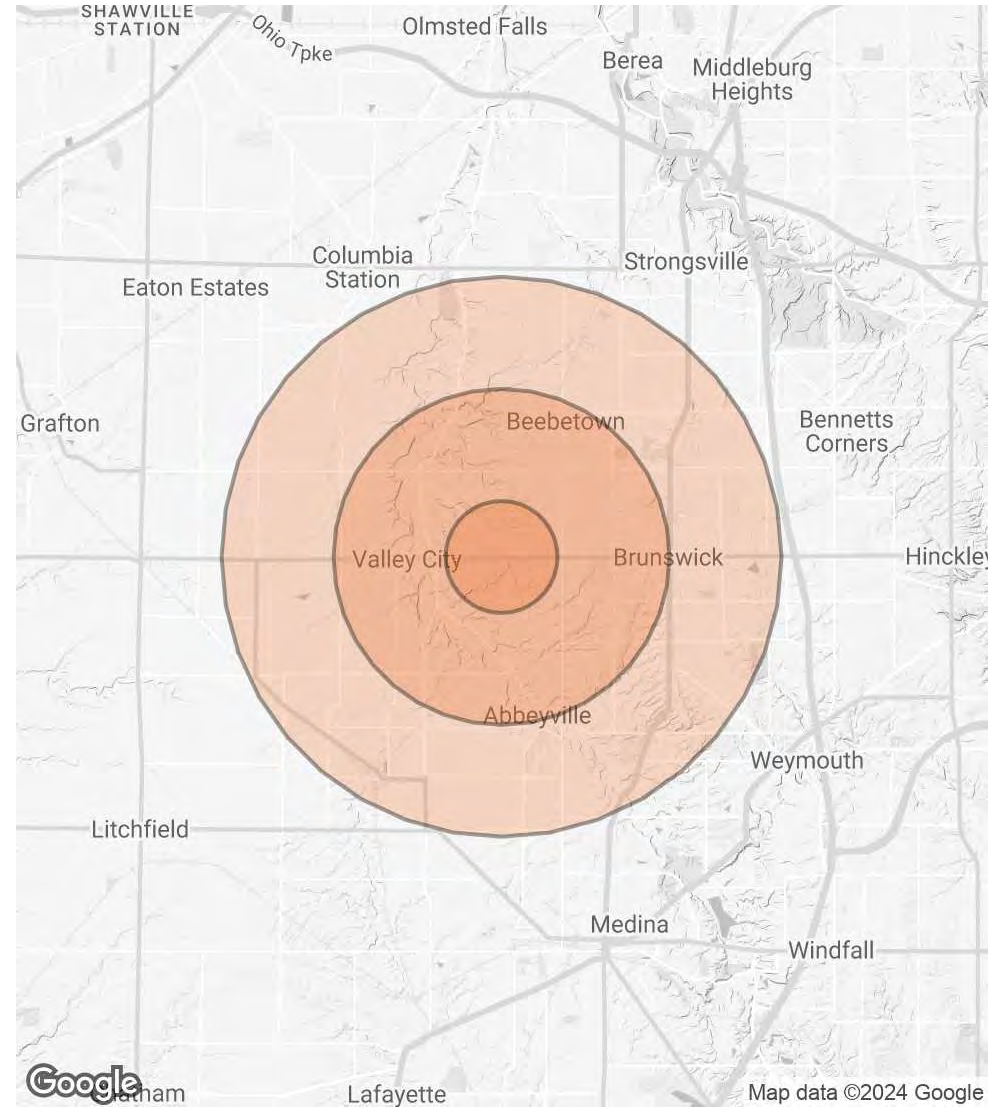 SHAWVILLE
STATION
Ohio Tpke
Olmsted Falls
Berea
Middleburg
Heights
Columbia
Station
Strongsville
Eaton Estates
Grafton
Beebetown
Bennetts
Corners
Valley City
Brunswick
Hinckley
Abbeyville
Weymouth
Litchfield
Medina
Windfall
Google
Chatham
Lafayette
Map data ©2024 Google